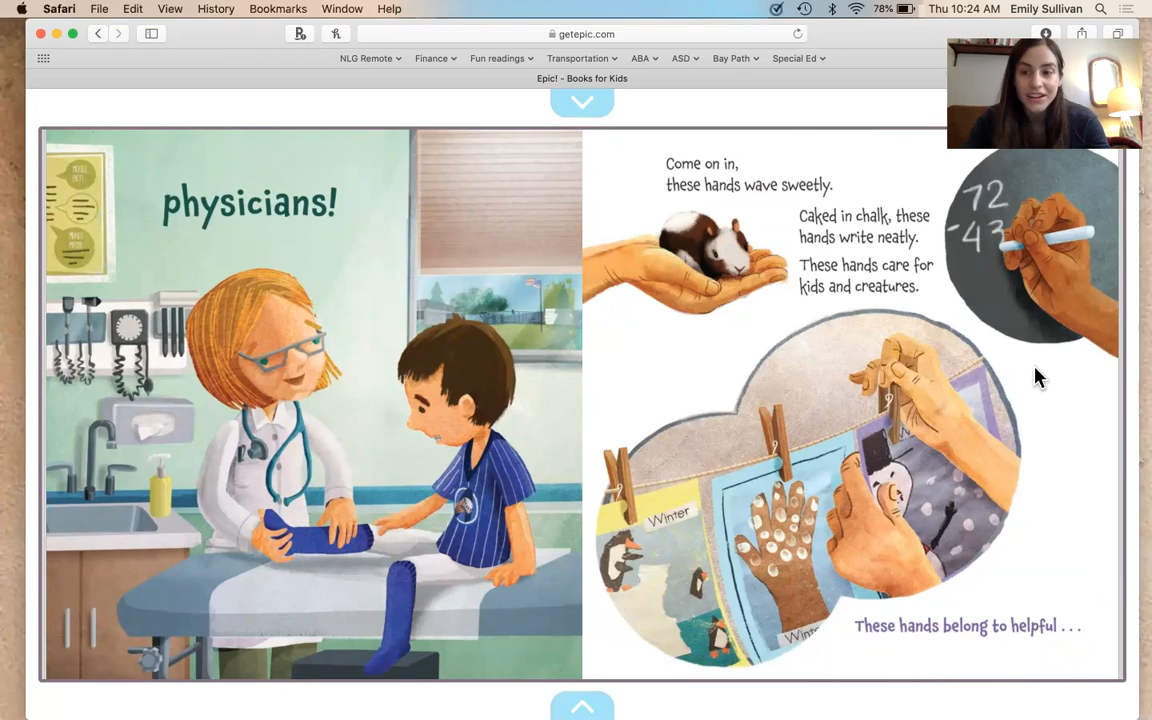 Safari File Edit View History Bookmarks Window Help 78% Thu 10:24 AM Emily Sullivan
getepic.com
NLG Remote Finance Fun readings Transportation ABA ASD Bay Path Special Ed
Epic! - Books for Kids
physicians!
Come on in,
these hands wave sweetly.
Caked in chalk, these
hands write neatly.
These hands care for
kids and creatures.
72
-43
Winter
These hands belong to helpful . . .